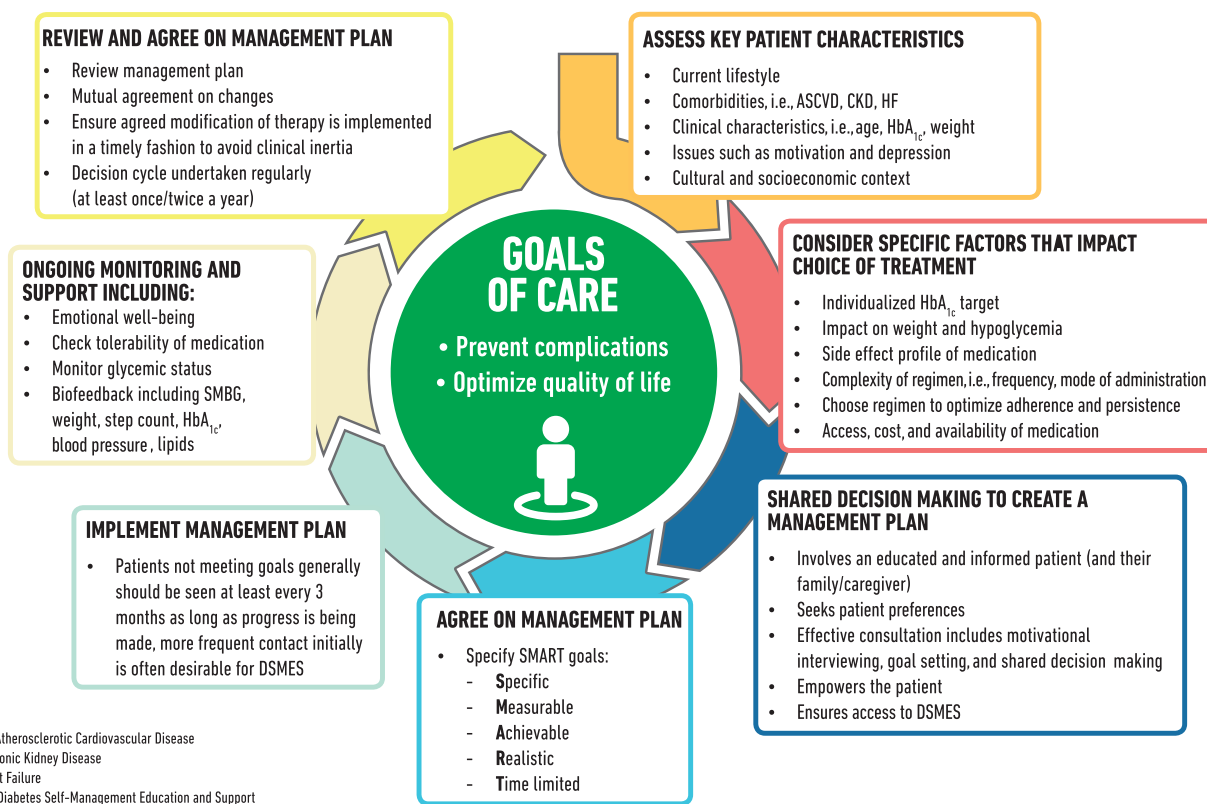 REVIEW AND AGREE ON MANAGEMENT PLAN
• Review management plan
• Mutual agreement on changes
• Ensure agreed modification of therapy is implemented
in a timely fashion to avoid clinical inertia
• Decision cycle undertaken regularly
(at least once/twice a year)
ASSESS KEY PATIENT CHARACTERISTICS
• Current lifestyle
• Comorbidities, i.e., ASCVD, CKD, HF
• Clinical characteristics, i.e., age, HbA1c, weight
• Issues such as motivation and depression
• Cultural and socioeconomic context
CONSIDER SPECIFIC FACTORS THAT IMPACT
CHOICE OF TREATMENT
• Individualized HbA1c target
• Impact on weight and hypoglycemia
• Side effect profile of medication
• Complexity of regimen, i.e., frequency, mode of administration
• Choose regimen to optimize adherence and persistence
• Access, cost, and availability of medication
SHARED DECISION MAKING TO CREATE A
MANAGEMENT PLAN
• Involves an educated and informed patient (and their
family/caregiver)
• Seeks patient preferences
• Effective consultation includes motivational
interviewing, goal setting, and shared decision making
• Empowers the patient
• Ensures access to DSMES
AGREE ON MANAGEMENT PLAN
• Specify SMART goals:
- Specific
- Measurable
- Achievable
- Realistic
- Time limited
IMPLEMENT MANAGEMENT PLAN
• Patients not meeting goals generally
should be seen at least every 3
months as long as progress is being
made, more frequent contact initially
is often desirable for DSMES
ONGOING MONITORING AND
SUPPORT INCLUDING:
• Emotional well-being
• Check tolerability of medication
• Monitor glycemic status
• Biofeedback including SMBG,
weight, step count, HbA1c,
blood pressure, lipids
GOALS
OF CARE
• Prevent complications
• Optimize quality of life
Atherosclerotic Cardiovascular Disease
Kidney Disease
Failure
Diabetes Self-Management Education and Support